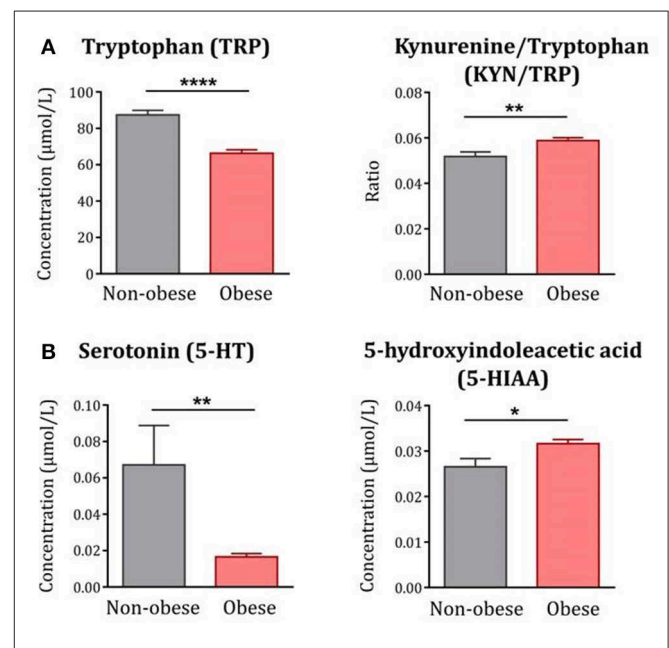 A
Tryptophan (TRP)
****
Concentration (μmol/L)
100
80
60
40
20
0
Non-obese
Obese
Kynurenine/Tryptophan
(KYN/TRP)
**
Ratio
0.08
0.06
0.04
0.02
0.00
Non-obese
Obese
B
Serotonin (5-HT)
**
Concentration (μmol/L)
0.10
0.08
0.06
0.04
0.02
0.00
Non-obese
Obese
5-hydroxyindoleacetic acid
(5-HIAA)
*
Concentration (μmol/L)
0.04
0.03
0.02
0.01
0.00
Non-obese
Obese